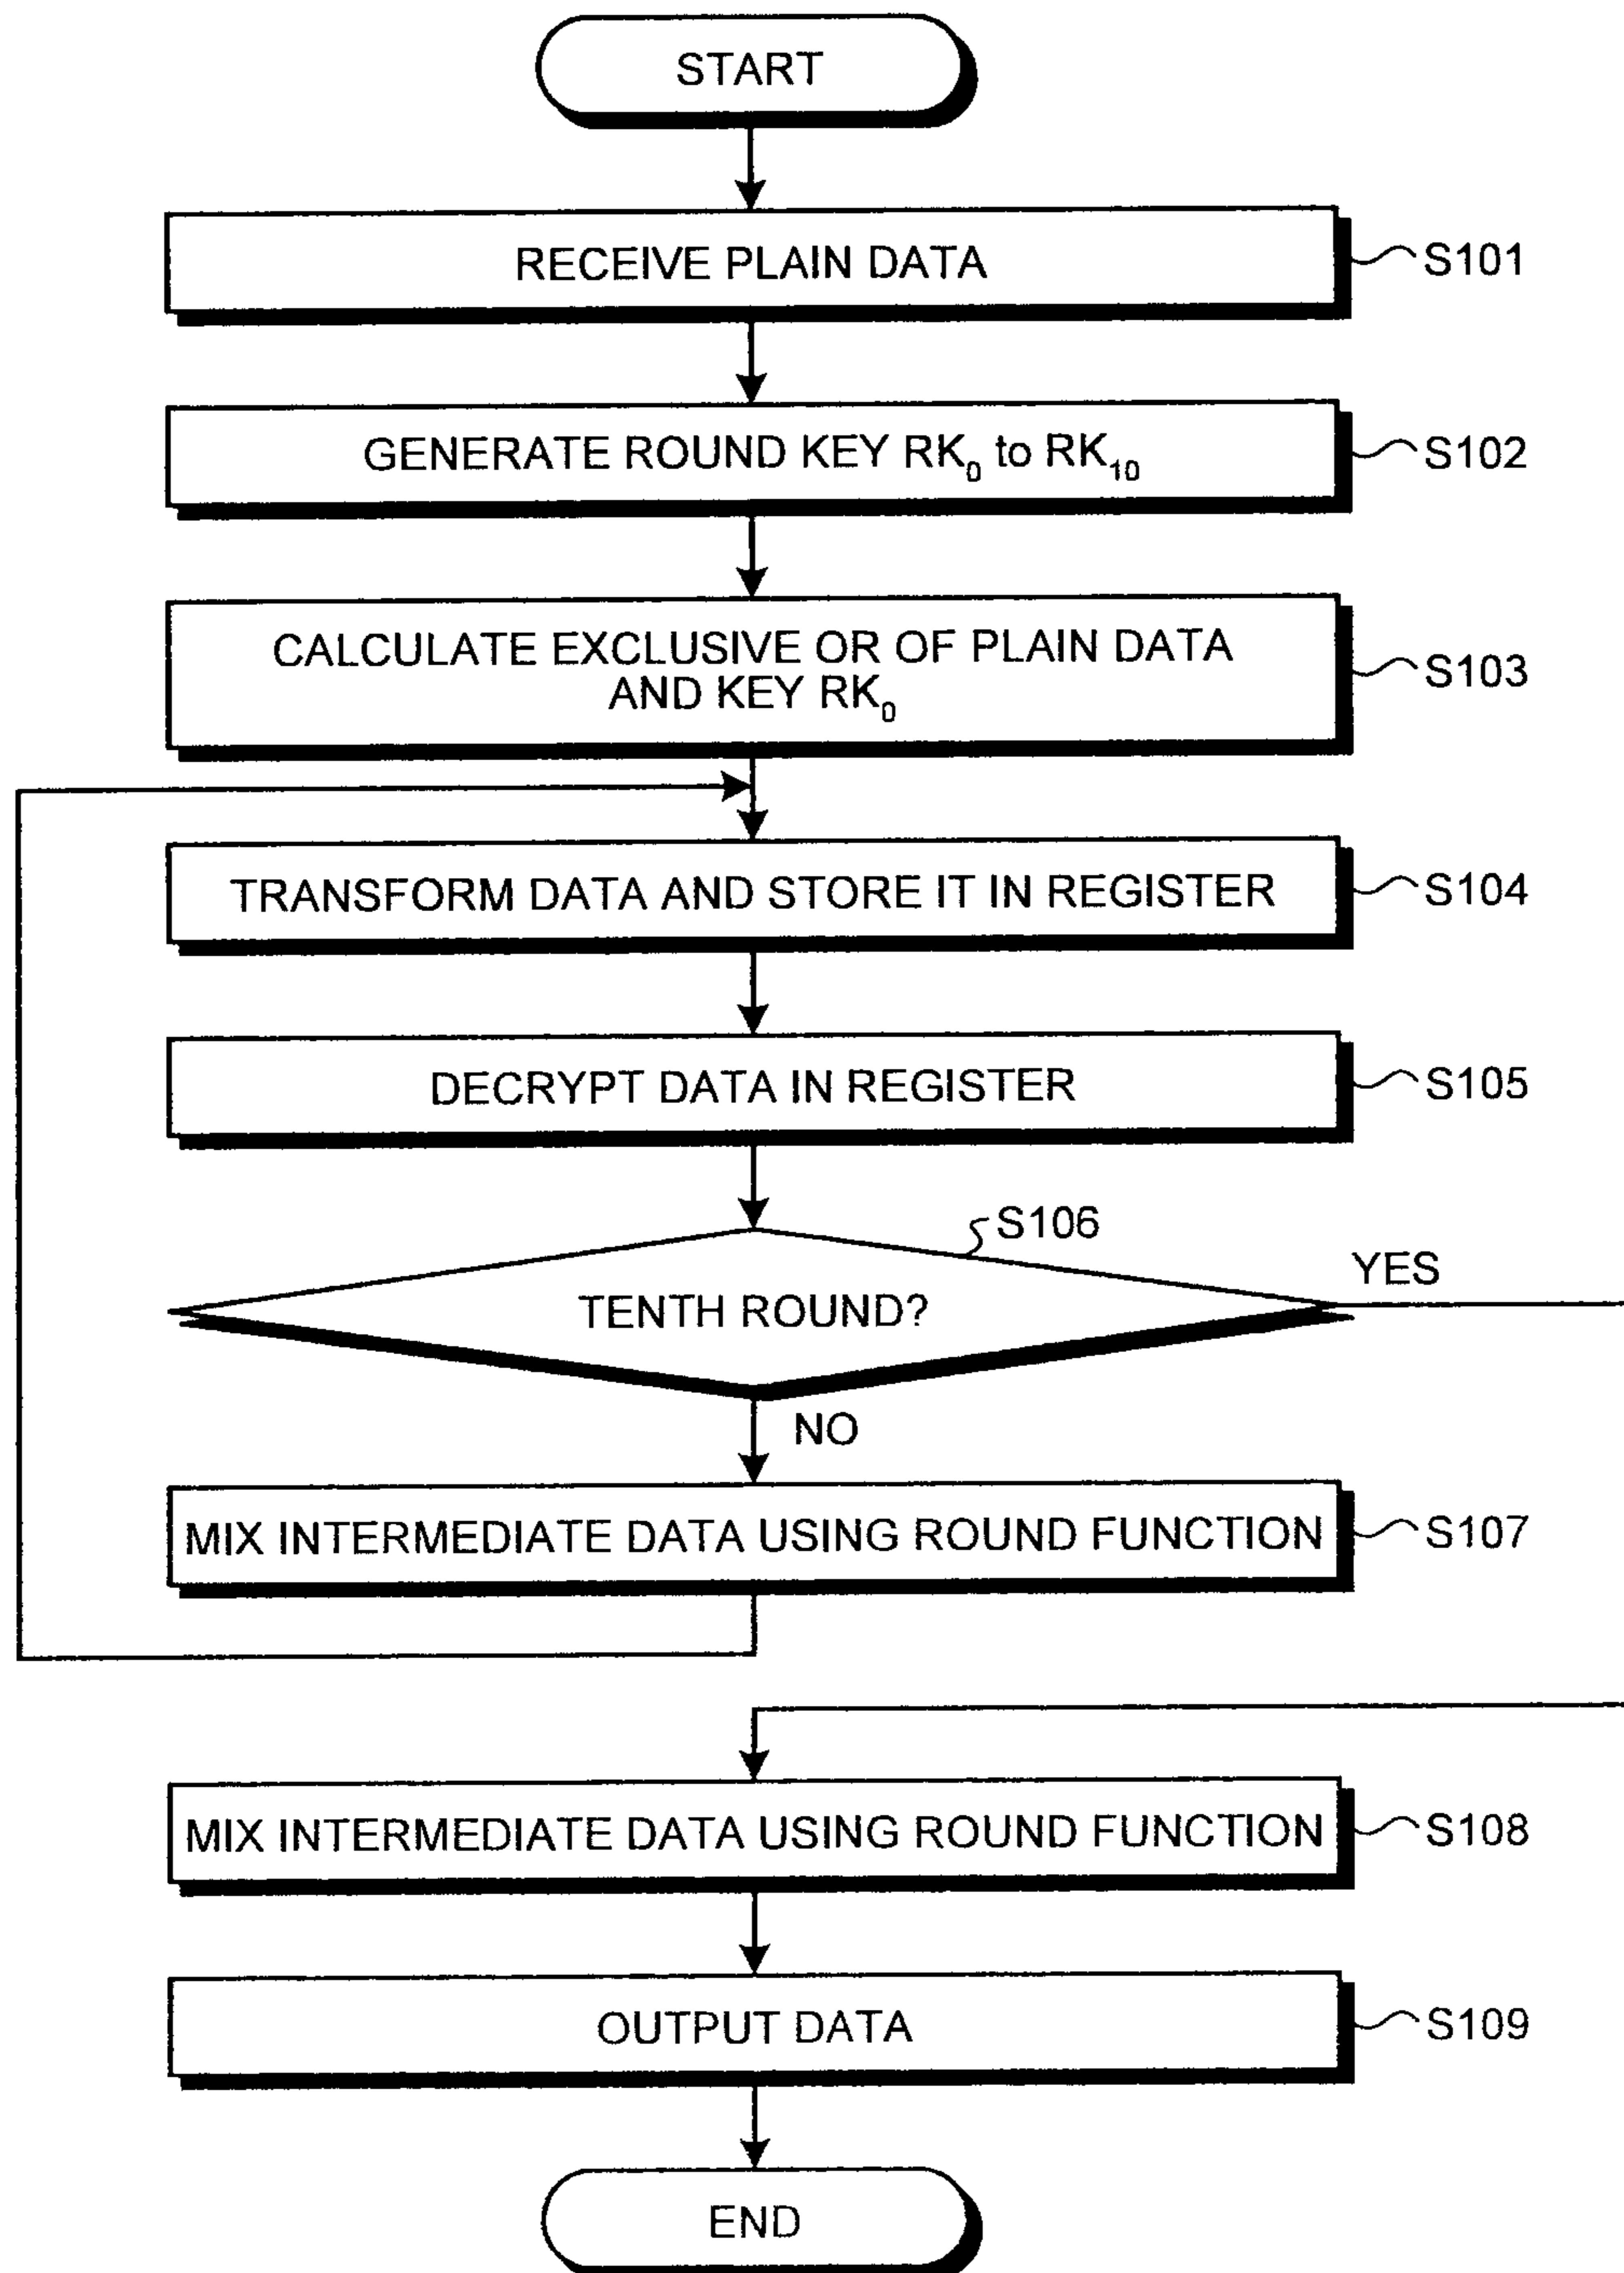 START
RECEIVE PLAIN DATA
S101
GENERATE ROUND KEY RK₀ to RK₁₀
S102
CALCULATE EXCLUSIVE OR OF PLAIN DATA
AND KEY RK₀
S103
TRANSFORM DATA AND STORE IT IN REGISTER
S104
DECRYPT DATA IN REGISTER
S105
S106
YES
TENTH ROUND?
NO
MIX INTERMEDIATE DATA USING ROUND FUNCTION
S107
MIX INTERMEDIATE DATA USING ROUND FUNCTION
S108
OUTPUT DATA
S109
END